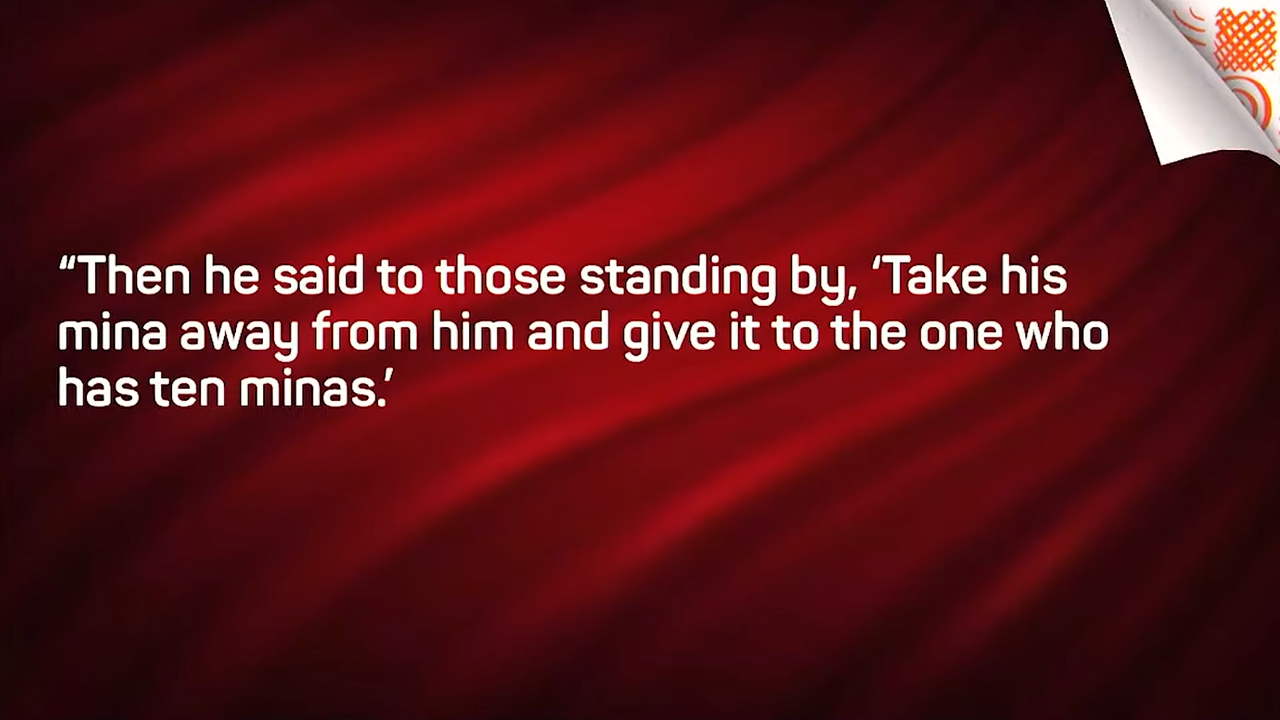 “Then he said to those standing by, ‘Take his
mina away from him and give it to the one who
has ten minas.’